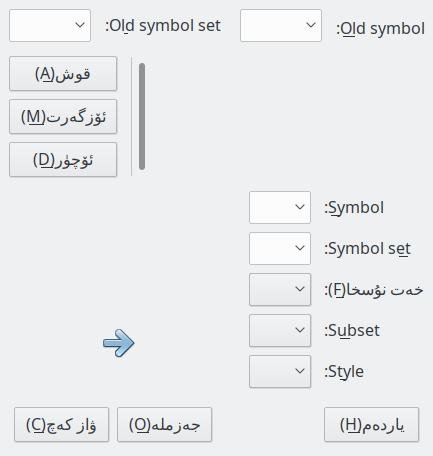 Old symbol:
Old symbol set:
قوش(A)
ئۆزگەرت(M)
ئۆچۈر(D)
Symbol:
Symbol set:
خەت نۇسخا(F):
Subset:
Style:
ياردەم(H)
جەزملە(O)
ۋاز كەچ(C)